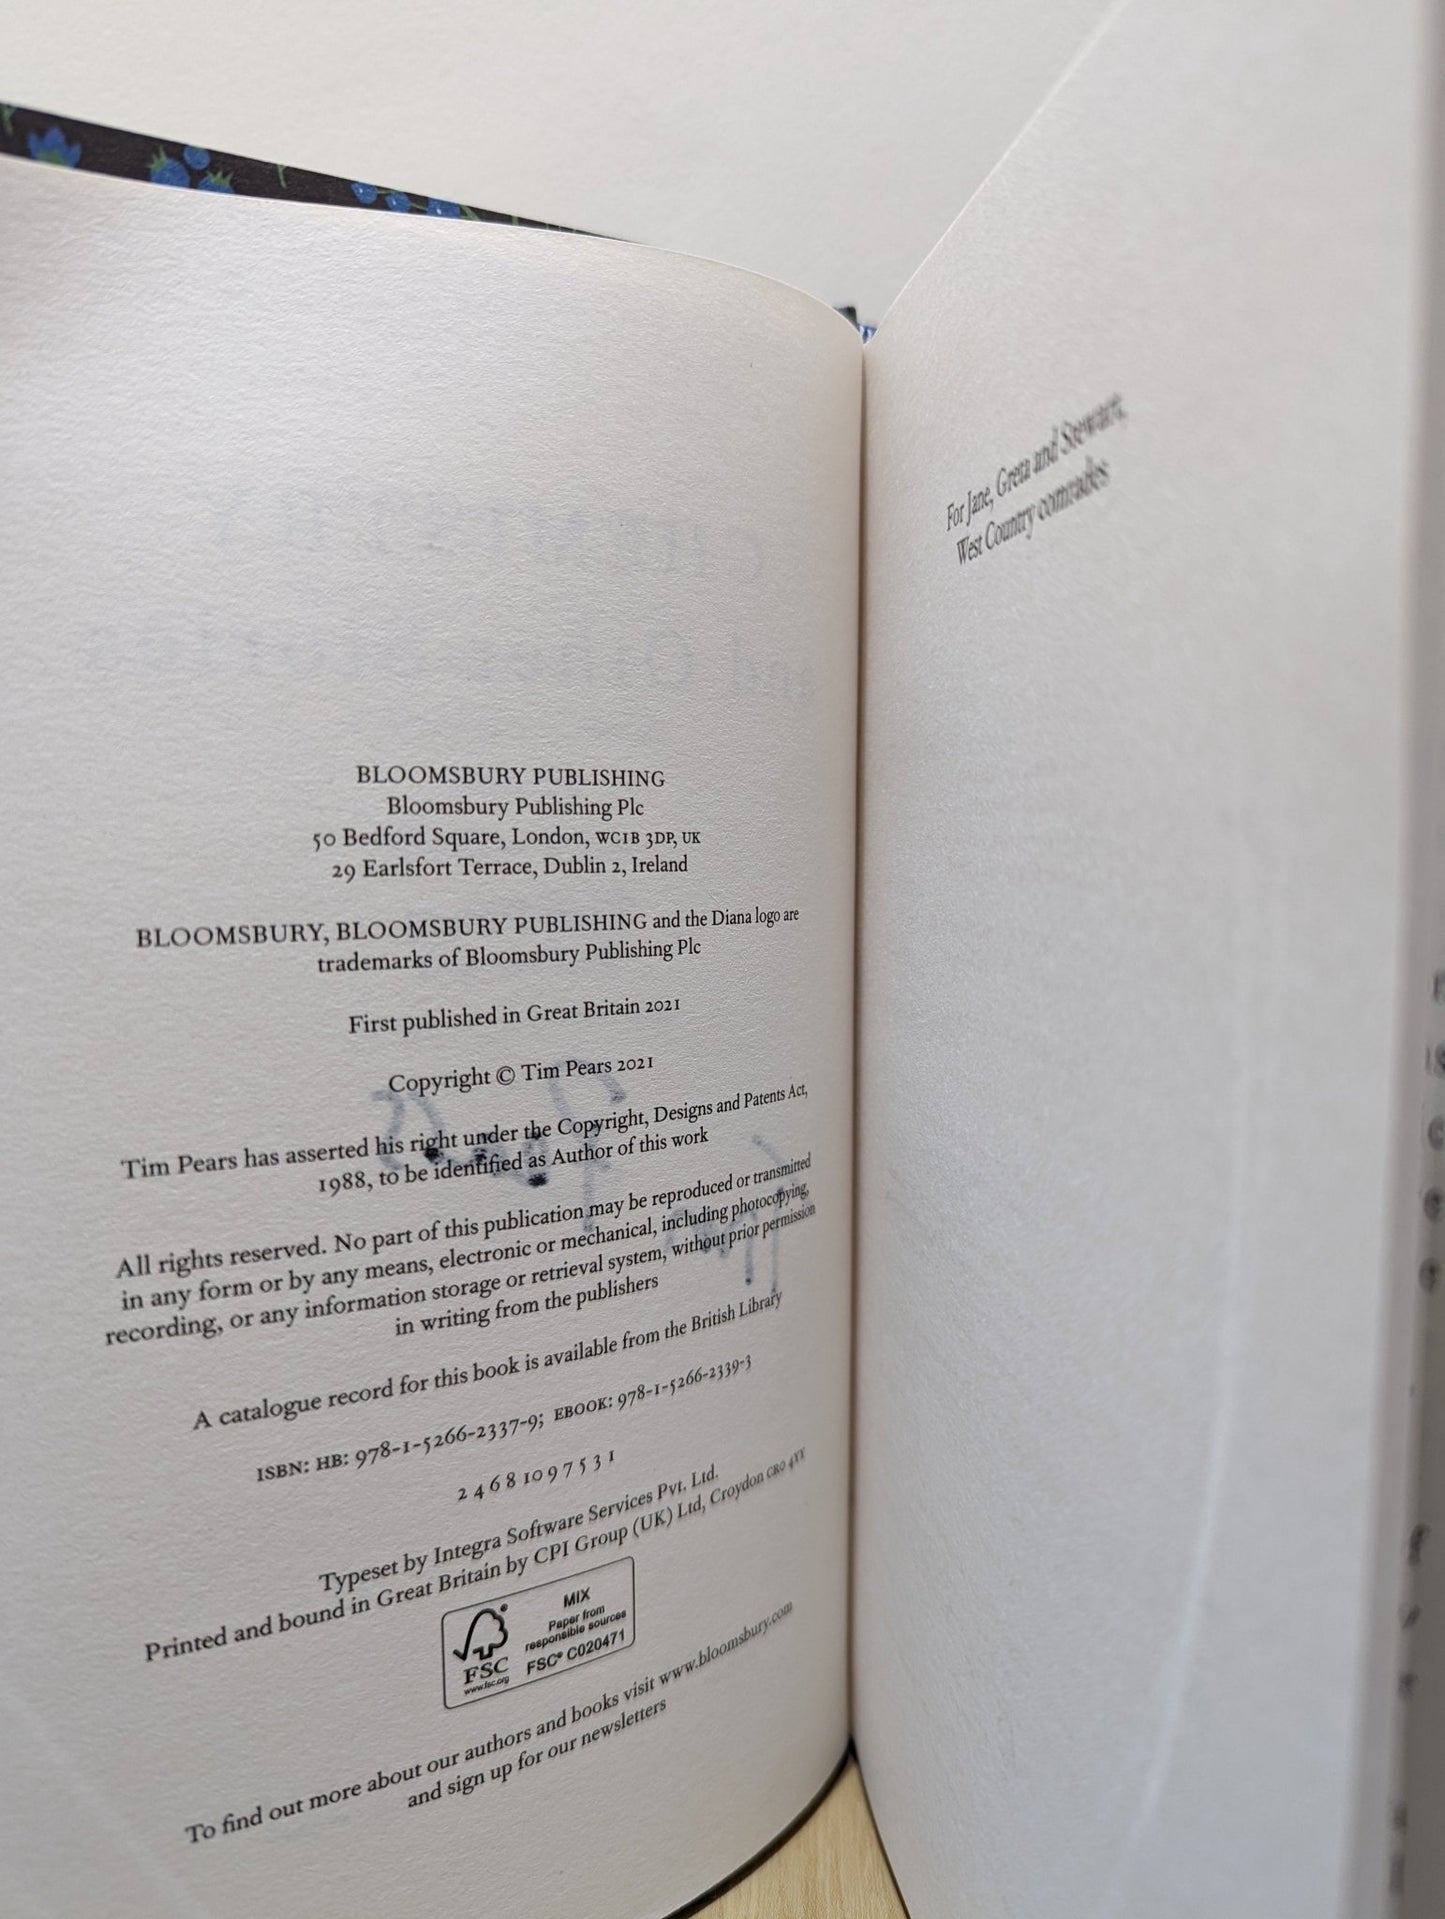 BLOOMSBURY PUBLISHING
Bloomsbury Publishing Plc
50 Bedford Square, London, WC1B 3DP, UK
29 Earlsfort Terrace, Dublin 2, Ireland
BLOOMSBURY, BLOOMSBURY PUBLISHING and the Diana logo are
trademarks of Bloomsbury Publishing Plc
First published in Great Britain 2021
Copyright © Tim Pears 2021
Tim Pears has asserted his right under the Copyright, Designs and Patents Act,
1988, to be identified as Author of this work
All rights reserved. No part of this publication may be reproduced or transmitted
in any form or by any means, electronic or mechanical, including photocopying,
recording, or any information storage or retrieval system, without prior permission
in writing from the publishers
A catalogue record for this book is available from the British Library
ISBN: HB: 978-1-5266-2337-9; EBOOK: 978-1-5266-2339-3
2 4 6 8 10 9 7 5 3 1
Typeset by Integra Software Services Pvt. Ltd.
Printed and bound in Great Britain by CPI Group (UK) Ltd, Croydon CR0 4YY
MIX
Paper from
responsible sources
FSC® C020471
FSC
www.fsc.org
To find out more about our authors and books visit www.bloomsbury.com
and sign up for our newsletters
For Jane, Greta and Stewart,
West Country comrades